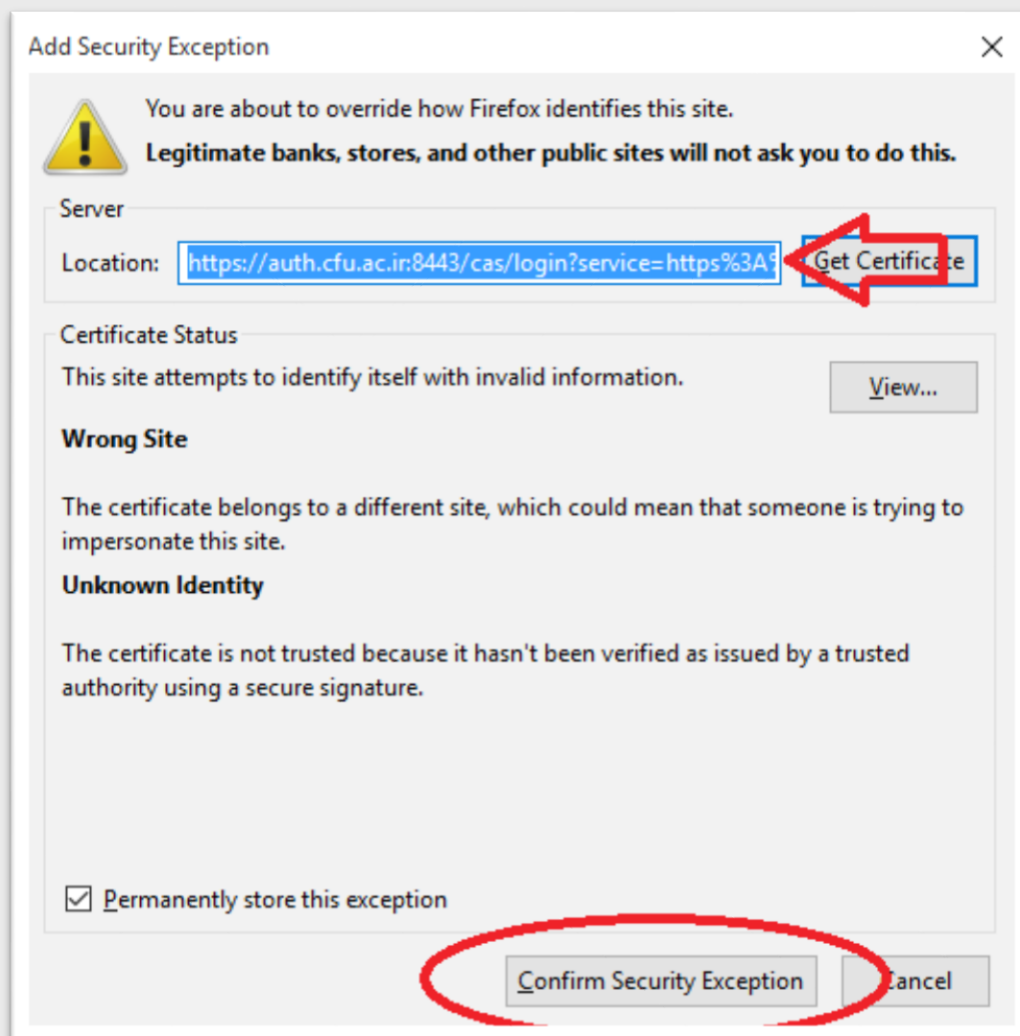 Add Security Exception
You are about to override how Firefox identifies this site.
Legitimate banks, stores, and other public sites will not ask you to do this.
Server
Location: https://auth.cfu.ac.ir:8443/cas/login?service=https%3A% Get Certificate
Certificate Status
This site attempts to identify itself with invalid information. View...
Wrong Site
The certificate belongs to a different site, which could mean that someone is trying to
impersonate this site.
Unknown Identity
The certificate is not trusted because it hasn't been verified as issued by a trusted
authority using a secure signature.
Permanently store this exception
Confirm Security Exception Cancel